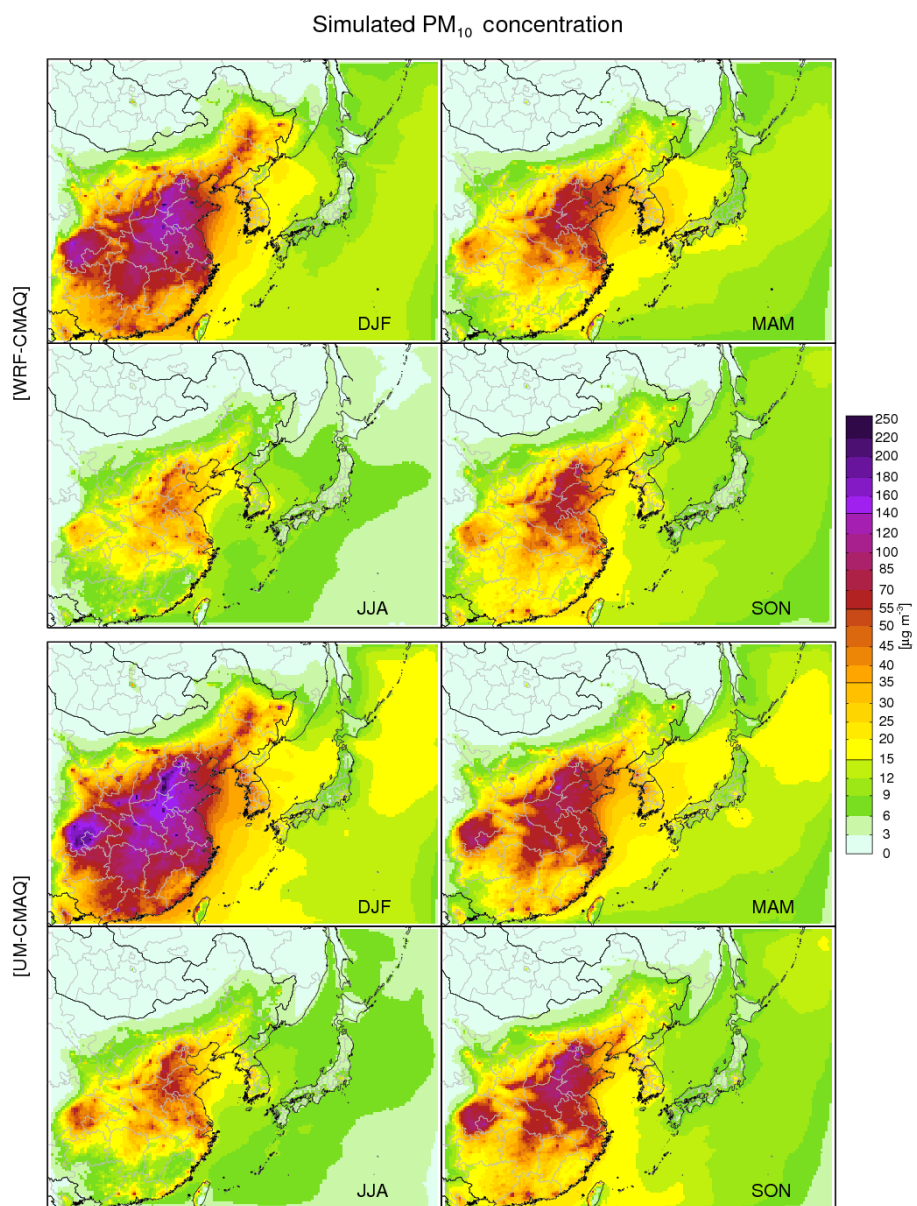 Simulated PM₁₀ concentration
[WRF-CMAQ]
DJF
MAM
JJA
SON
[UM-CMAQ]
DJF
MAM
JJA
SON
250
220
200
180
160
140
120
100
85
70
55
50
45
40
35
30
25
20
15
12
9
6
3
0
[µg m⁻³]